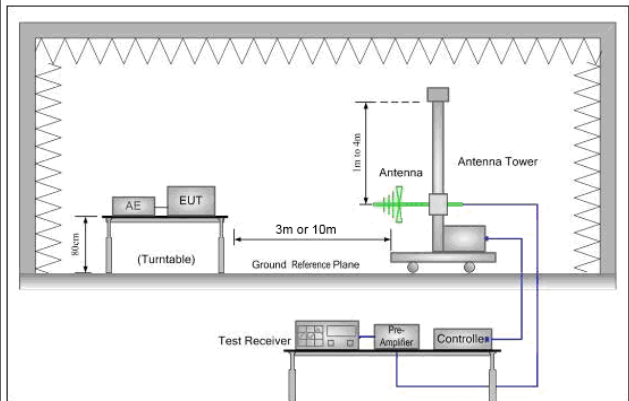 1m to 4m
Antenna
Antenna Tower
AE
EUT
3m or 10m
80cm
(Turntable)
Ground Reference Plane
Test Receiver
Pre-
Amplifier
Controlle